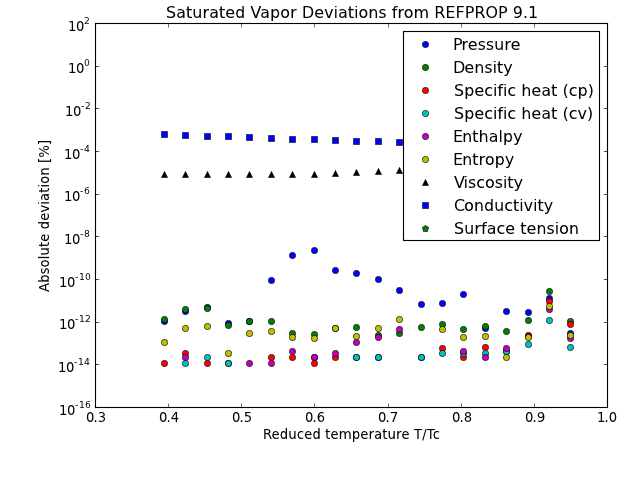 Saturated Vapor Deviations from REFPROP 9.1
10^2
10^0
10^-2
10^-4
10^-6
10^-8
10^-10
10^-12
10^-14
10^-16
Absolute deviation [%]
Pressure
Density
Specific heat (cp)
Specific heat (cv)
Enthalpy
Entropy
Viscosity
Conductivity
Surface tension
0.3 0.4 0.5 0.6 0.7 0.8 0.9 1.0
Reduced temperature T/Tc